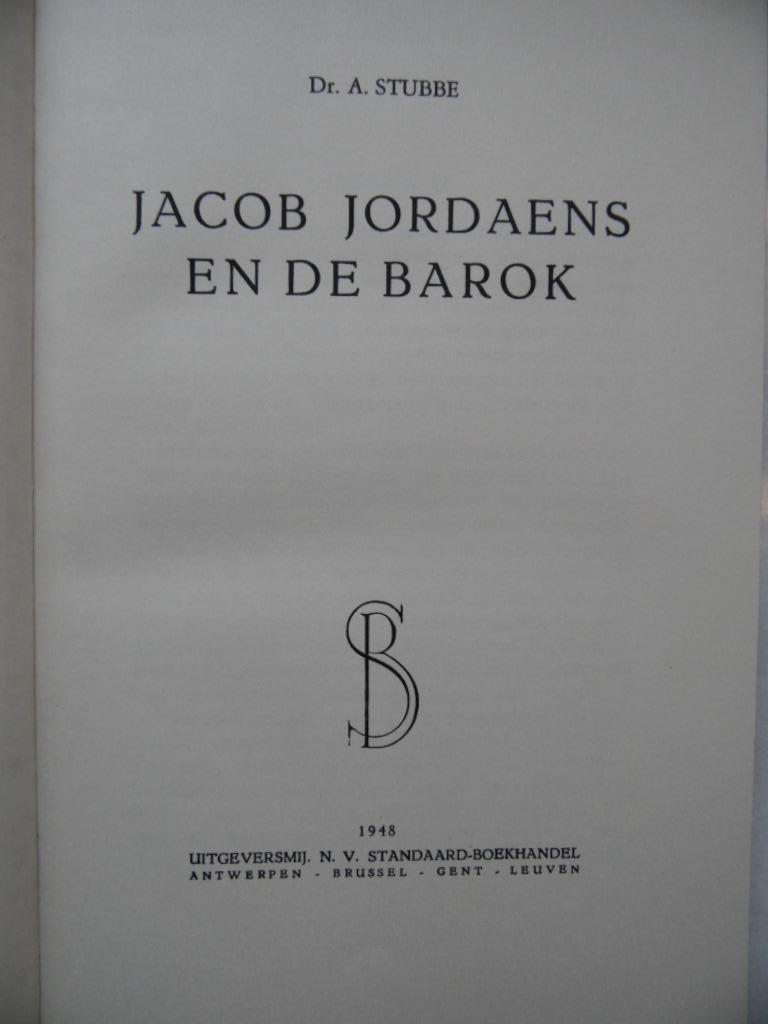 Dr. A. STUBBE
JACOB JORDAENS
EN DE BAROK
SB
1948
UITGEVERSMIJ. N. V. STANDAARD-BOEKHANDEL
ANTWERPEN - BRUSSEL - GENT - LEUVEN